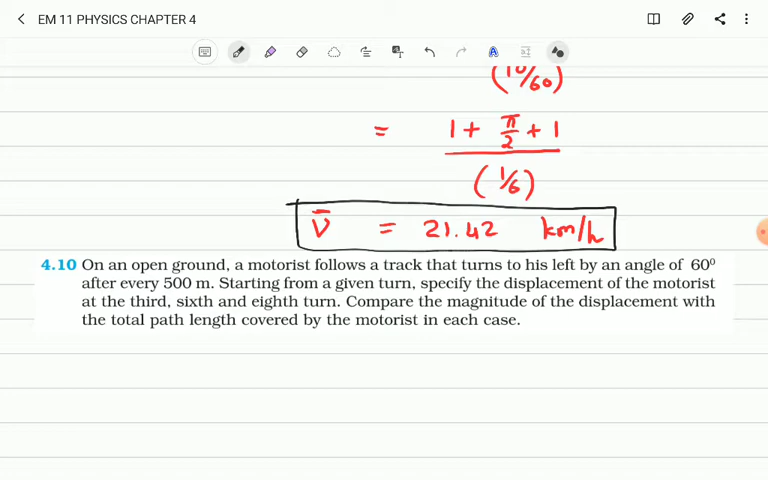 EM 11 PHYSICS CHAPTER 4
(10/60)
= 1 + π/2 + 1
(1/6)
V̄ = 21.42 km/h
4.10 On an open ground, a motorist follows a track that turns to his left by an angle of 60⁰
after every 500 m. Starting from a given turn, specify the displacement of the motorist
at the third, sixth and eighth turn. Compare the magnitude of the displacement with
the total path length covered by the motorist in each case.